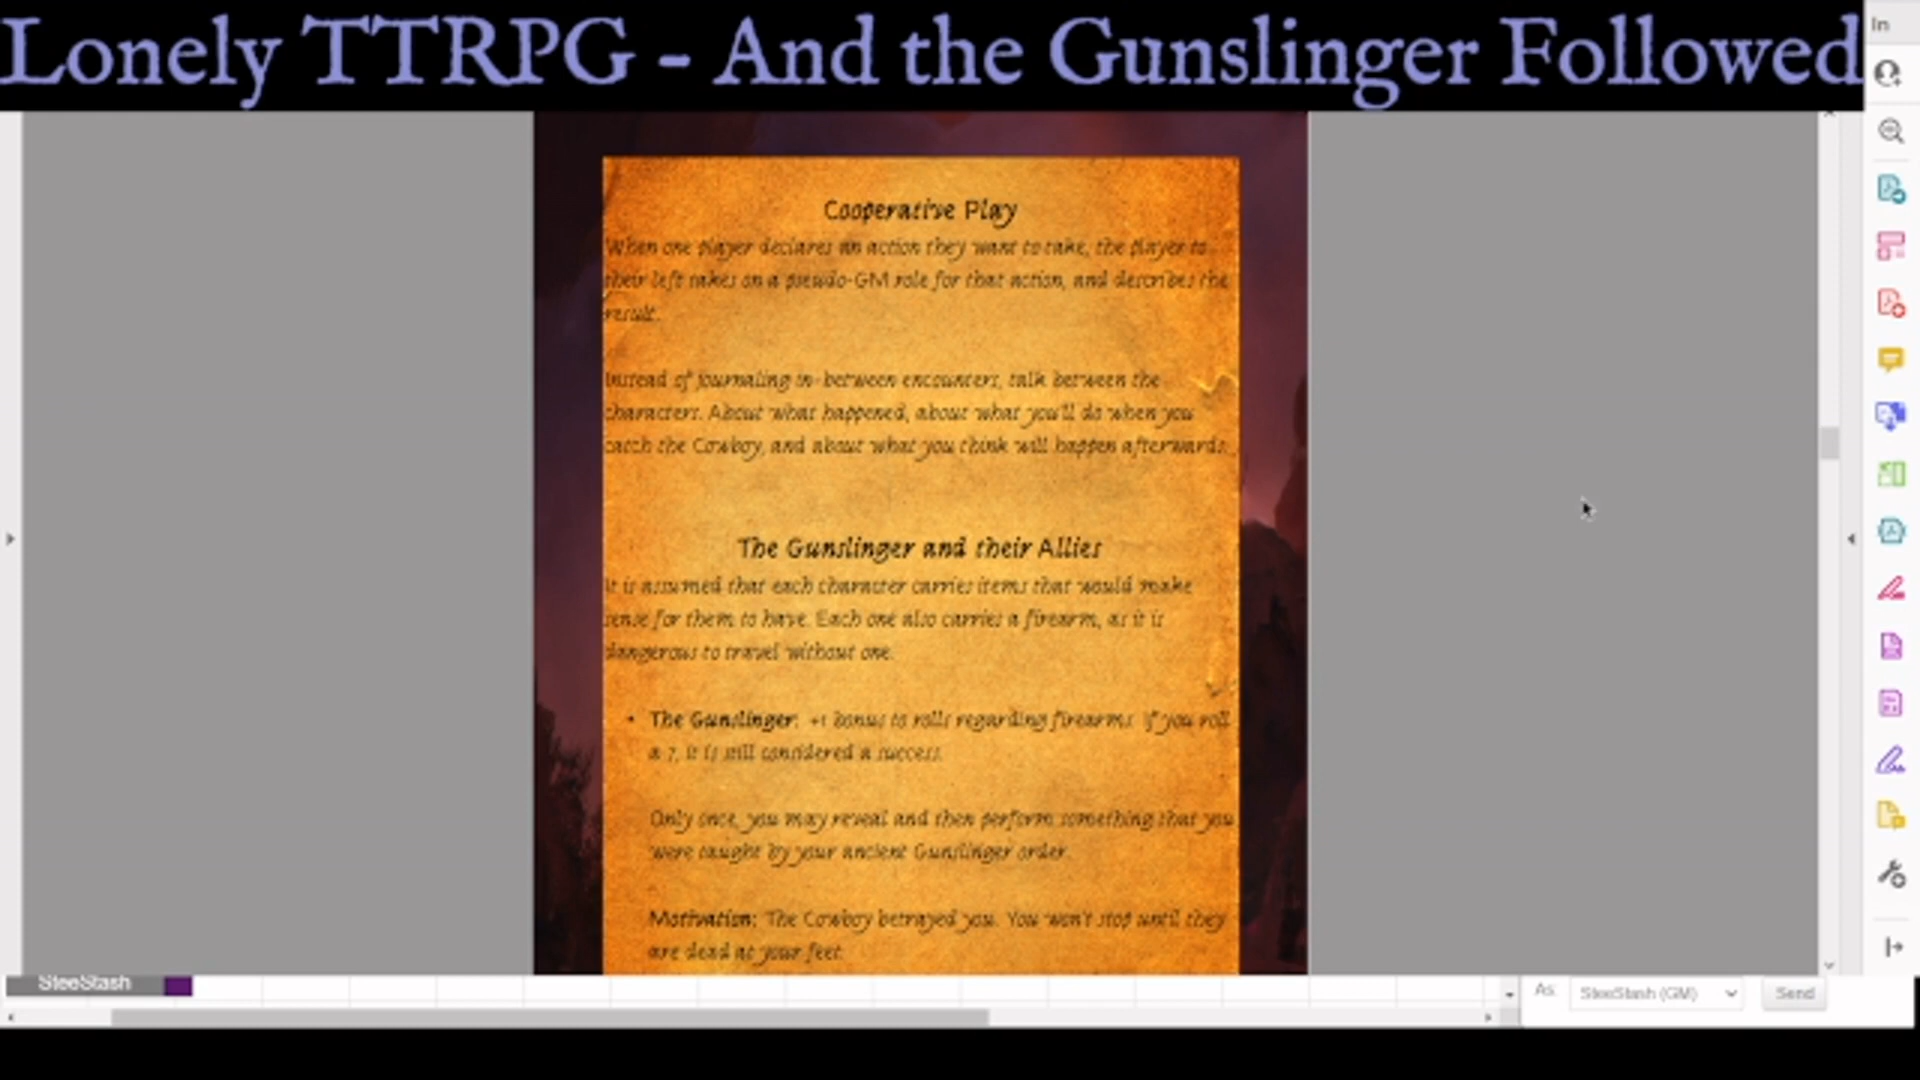 Lonely TTRPG - And the Gunslinger Followed
In
Cooperative Play
When one player declares an action they want to take, the player to
their left takes on a pseudo-GM role for that action, and describes the
result.
Instead of journaling in-between encounters, talk between the
characters. About what happened, about what you'll do when you
catch the Cowboy, and about what you think will happen afterwards.
The Gunslinger and their Allies
It is assumed that each character carries items that would make
sense for them to have. Each one also carries a firearm, as it is
dangerous to travel without one.
• The Gunslinger: +1 bonus to rolls regarding firearms. If you roll
a 7, it is still considered a success.
Only once, you may reveal and then perform something that you
were taught by your ancient Gunslinger order.
Motivation: The Cowboy betrayed you. You won't stop until they
are dead at your feet.
SteeStash
As:
SteeStash (GM)
Send